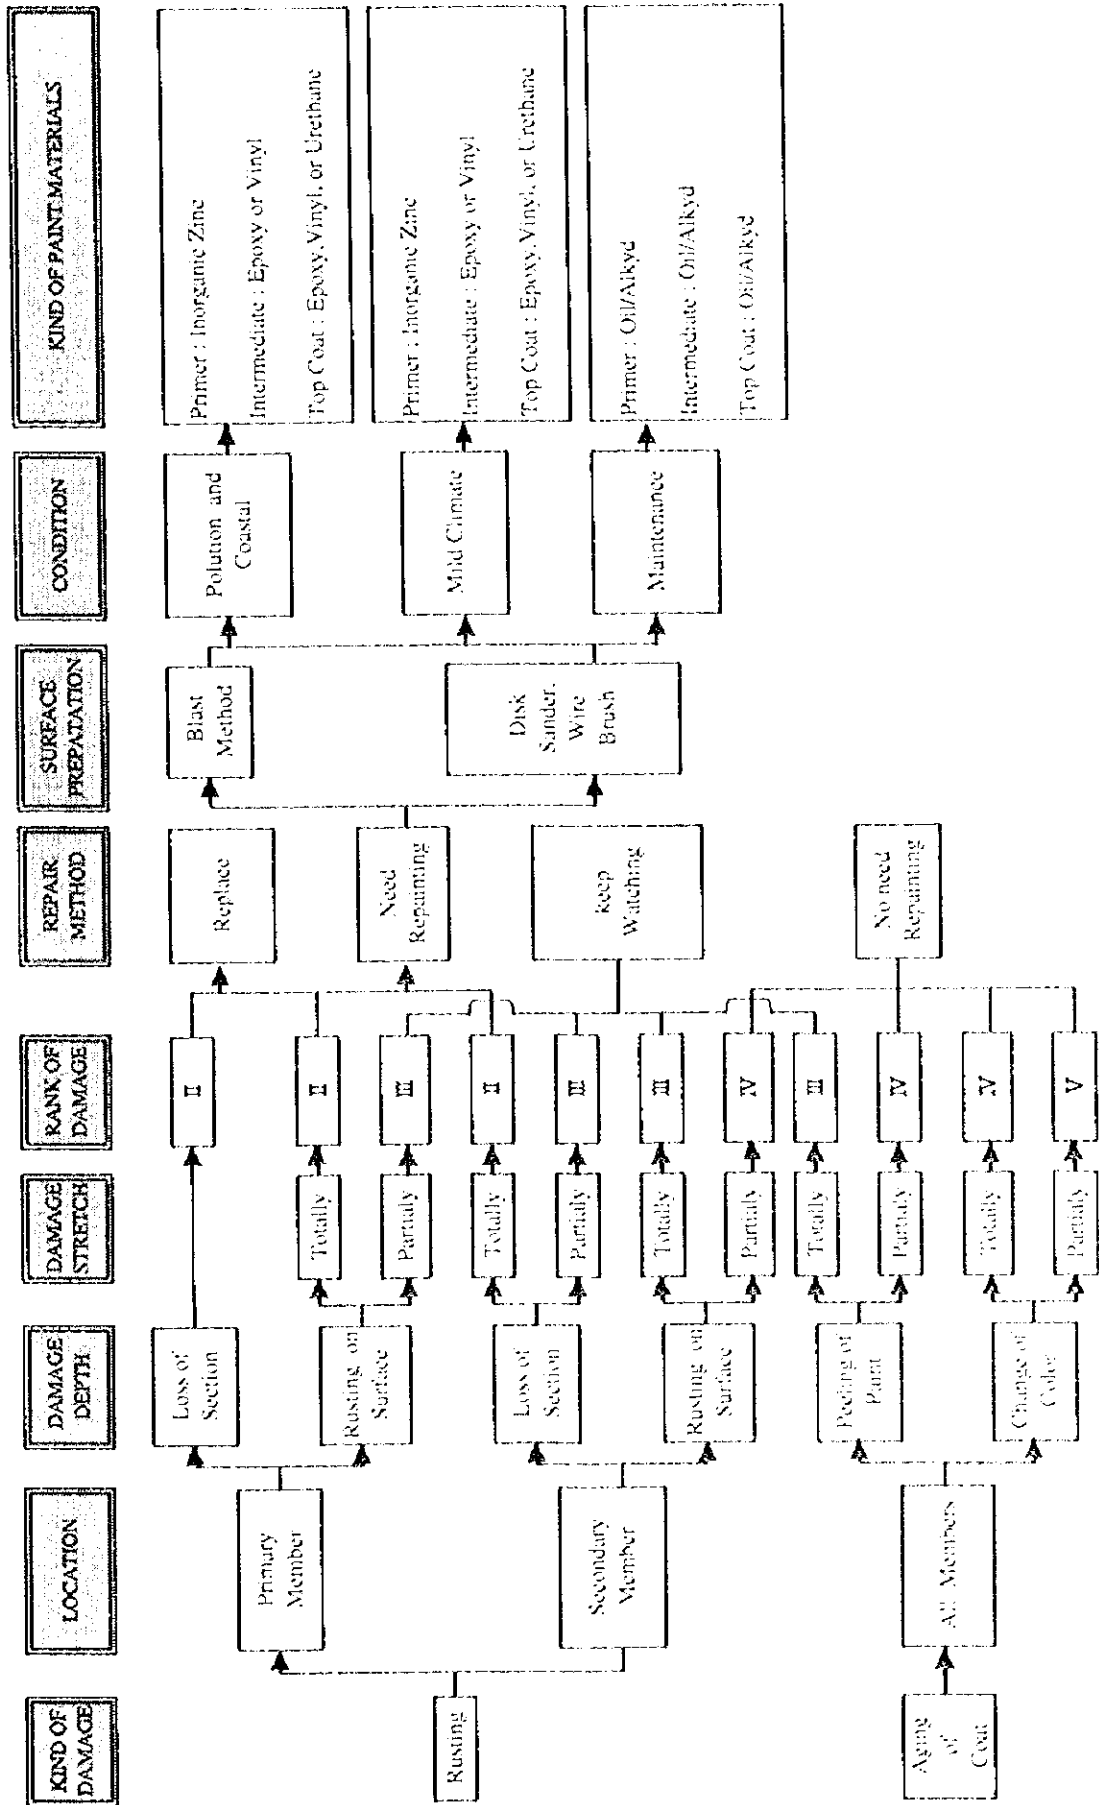 KIND OF
DAMAGE
LOCATION
DAMAGE
DEPTH
DAMAGE
STRETCH
RANK OF
DAMAGE
REPAIR
METHOD
SURFACE
PREPATATION
CONDITION
KIND OF PAINT MATERIALS
Rusting
Aging
of
Coat
Primary
Member
Secondary
Member
All Members
Loss of
Section
Rusting on
Surface
Loss of
Section
Rusting on
Surface
Peeling of
Paint
Change of
Color
Totally
Partialy
Totally
Partialy
Totally
Partialy
Totally
Partialy
Totally
Partialy
II
II
III
II
III
III
IV
III
IV
IV
V
Replace
Need
Repainting
keep
Watching
No need
Repainting
Blast
Method
Disk
Sander,
Wire
Brush
Polution and
Coastal
Mild Climate
Maintenance
Primer : Inorganic Zinc
Intermediate : Epoxy or Vinyl
Top Coat : Epoxy, Vinyl, or Urethane
Primer : Inorganic Zinc
Intermediate : Epoxy or Vinyl
Top Coat : Epoxy, Vinyl, or Urethane
Primer : Oil/Alkyd
Intermediate : Oil/Alkyd
Top Coat : Oil/Alkyd